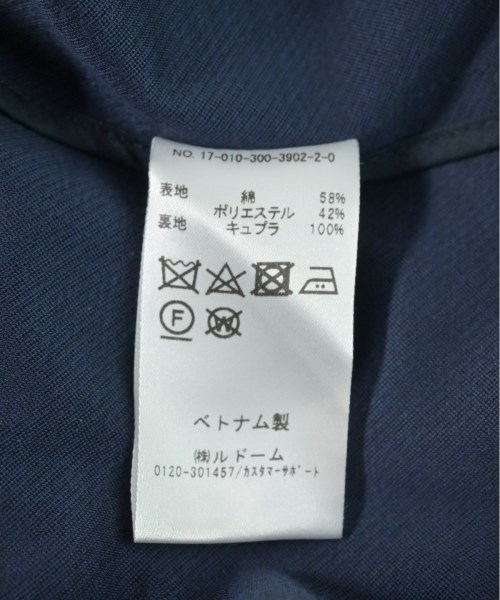 NO. 17-010-300-3902-2-0
表地 綿 58%
ポリエステル 42%
裏地 キュプラ 100%
F W
ベトナム製
㈱ルドーム
0120-301457/カスタマーサポート